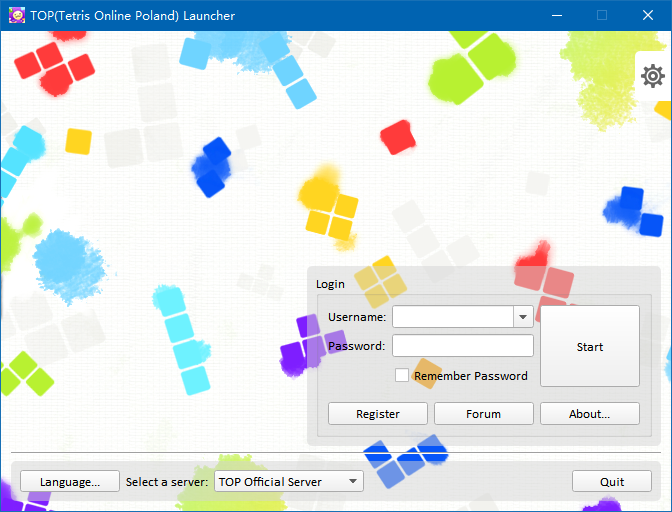 TOP(Tetris Online Poland) Launcher
Login
Username:
Password:
Start
Remember Password
Register
Forum
About...
Language...
Select a server:
TOP Official Server
Quit